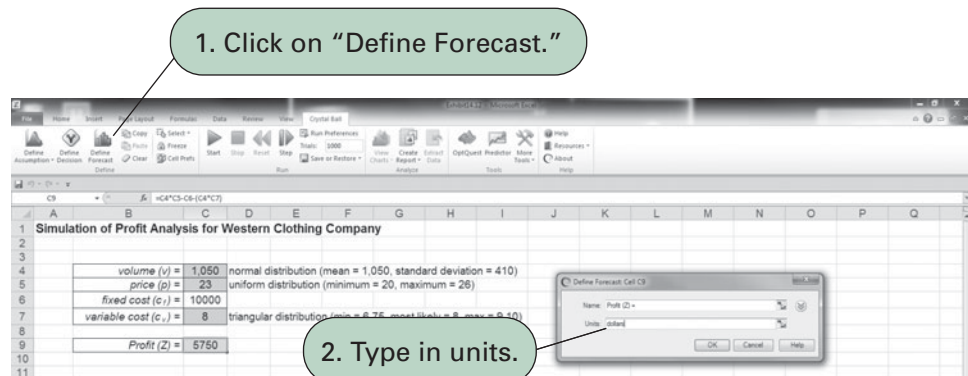 1. Click on “Define Forecast.”
Exhibit14.12 - Microsoft Excel
File Home Insert Page Layout Formulas Data Review View Crystal Ball
Define Assumption Define Decision Define Forecast Copy Paste Clear Select Freeze Cell Prefs Start Stop Reset Step Run Preferences Trials: 1000 Save or Restore View Charts Create Report Extract Data OptQuest Predictor More Tools Help Resources About
Define Run Analyze Tools Help
C9 fx =C4*C5-C6-(C4*C7)
A B C D E F G H I J K L M N O P Q
1 Simulation of Profit Analysis for Western Clothing Company
2
3
4 volume (v) = 1,050 normal distribution (mean = 1,050, standard deviation = 410)
5 price (p) = 23 uniform distribution (minimum = 20, maximum = 26)
6 fixed cost (cf) = 10000
7 variable cost (cv) = 8 triangular distribution (min = 6.75, most likely = 8, max = 9.10)
8
9 Profit (Z) = 5750
10
11
Define Forecast: Cell C9
Name: Profit (Z) =
Units: dollars
OK Cancel Help
2. Type in units.